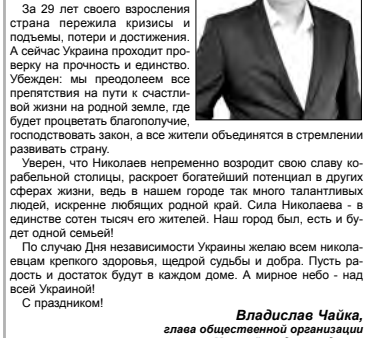 За 29 лет своего взросления
страна пережила кризисы и
подъемы, потери и достижения.
А сейчас Украина проходит про-
верку на прочность и единство.
Убежден: мы преодолеем все
препятствия на пути к счастли-
вой жизни на родной земле, где
будет процветать благополучие,
господствовать закон, а все жители объединятся в стремлении
развивать страну.
Уверен, что Николаев непременно возродит свою славу ко-
рабельной столицы, раскроет богатейший потенциал в других
сферах жизни, ведь в нашем городе так много талантливых
людей, искренне любящих родной край. Сила Николаева - в
единстве сотен тысяч его жителей. Наш город был, есть и бу-
дет одной семьей!
По случаю Дня независимости Украины желаю всем никола-
евцам крепкого здоровья, щедрой судьбы и добра. Пусть ра-
дость и достаток будут в каждом доме. А мирное небо - над
всей Украиной!
С праздником!
Владислав Чайка,
глава общественной организации